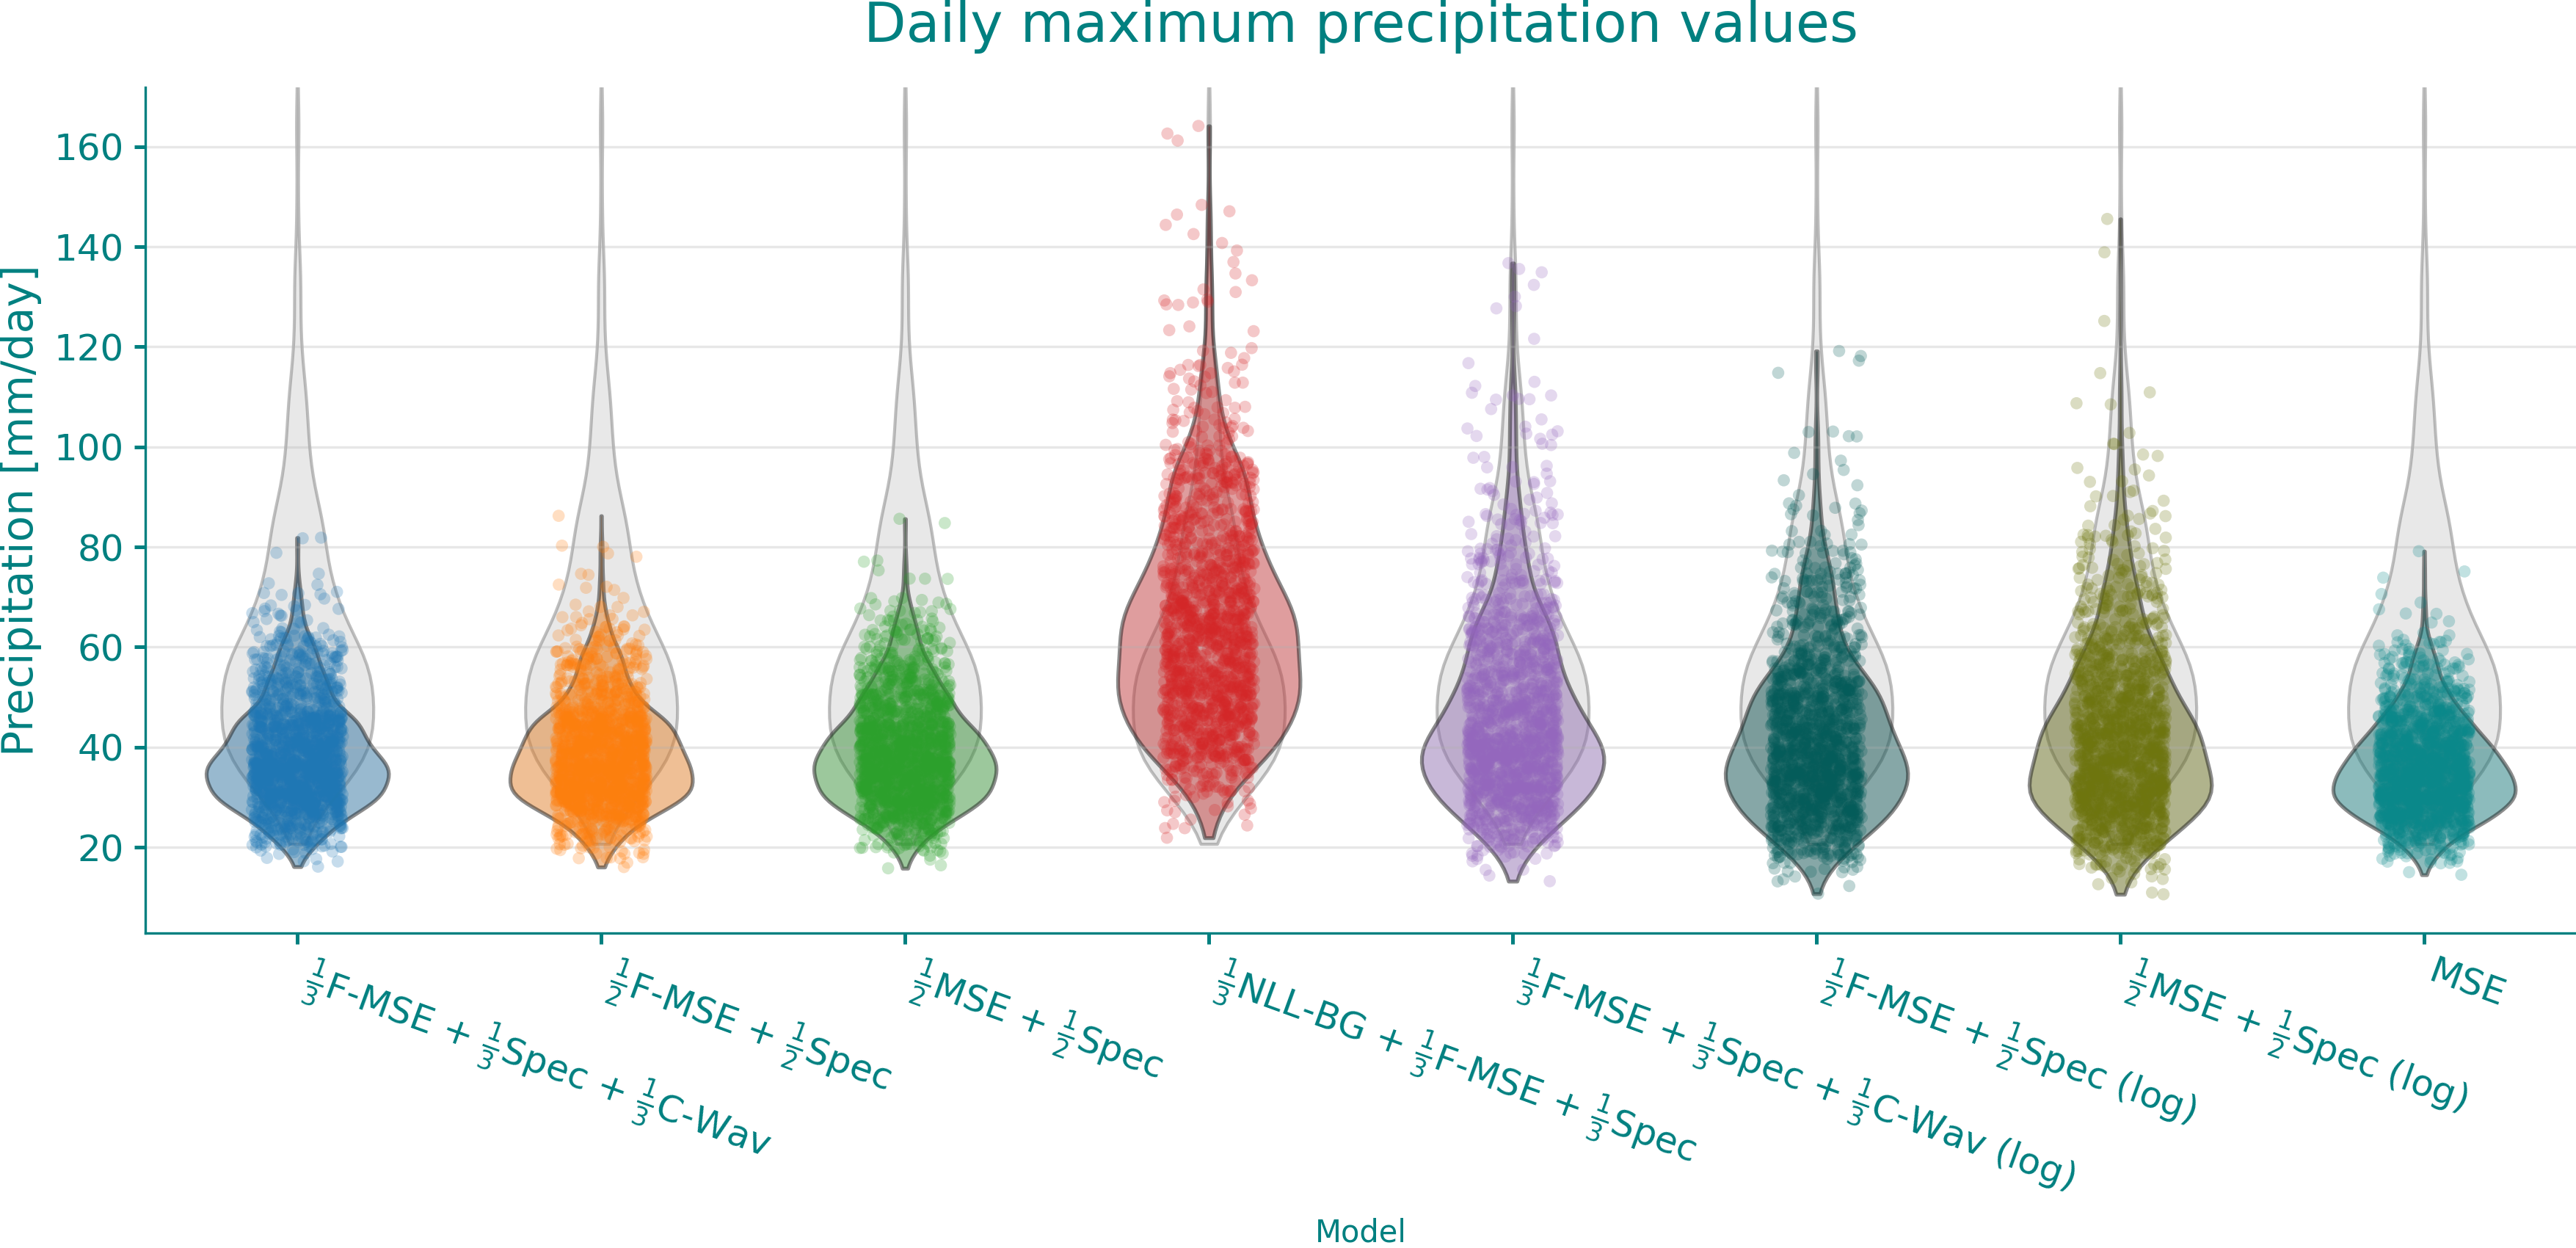 Daily maximum precipitation values
Precipitation [mm/day]
160
140
120
100
80
60
40
20
1/3F-MSE + 1/3Spec + 1/3C-Wav
1/2F-MSE + 1/2Spec
1/2MSE + 1/2Spec
1/3NLL-BG + 1/3F-MSE + 1/3Spec
1/3F-MSE + 1/3Spec + 1/3C-Wav (log)
1/2F-MSE + 1/2Spec (log)
1/2MSE + 1/2Spec (log)
MSE
Model